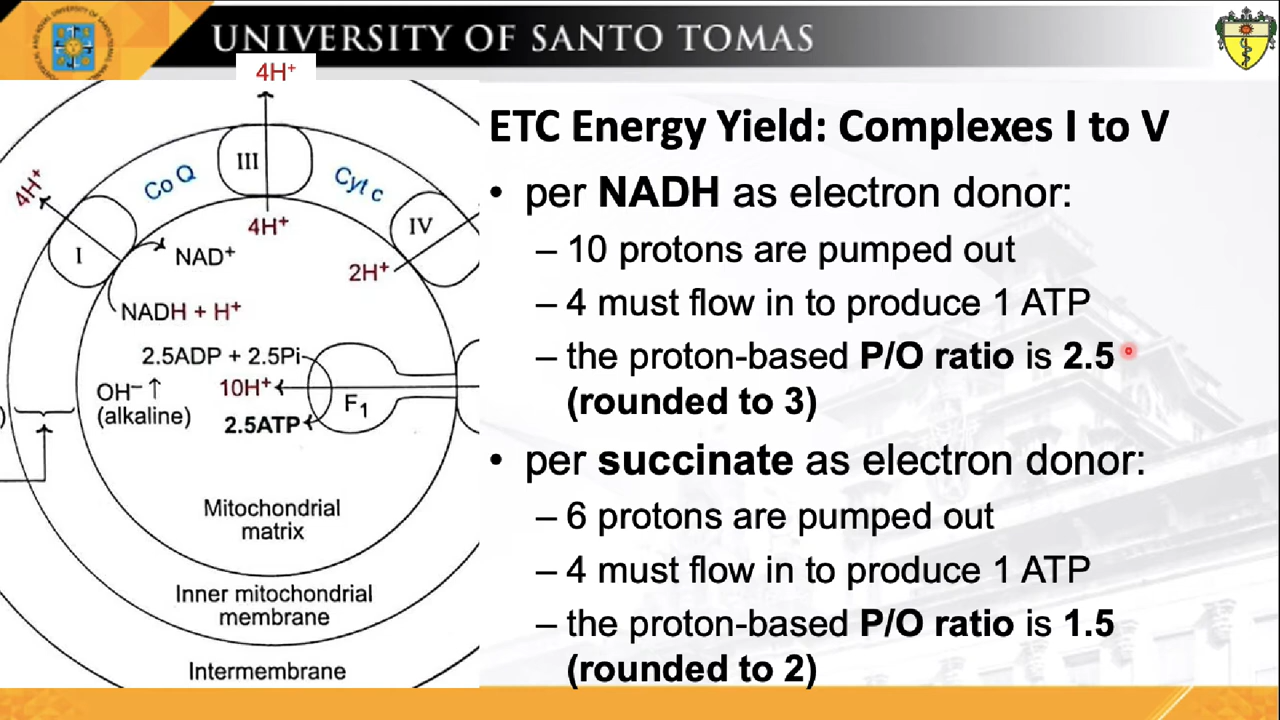 UNIVERSITY OF SANTO TOMAS
4H⁺
III
Co Q
Cyt c
4H⁺
4H⁺
IV
I
NAD⁺
2H⁺
NADH + H⁺
2.5ADP + 2.5Pi
OH⁻ ↑
10H⁺
(alkaline)
F₁
2.5ATP
)
Mitochondrial
matrix
Inner mitochondrial
membrane
Intermembrane
ETC Energy Yield: Complexes I to V
• per NADH as electron donor:
– 10 protons are pumped out
– 4 must flow in to produce 1 ATP
– the proton-based P/O ratio is 2.5
(rounded to 3)
• per succinate as electron donor:
– 6 protons are pumped out
– 4 must flow in to produce 1 ATP
– the proton-based P/O ratio is 1.5
(rounded to 2)